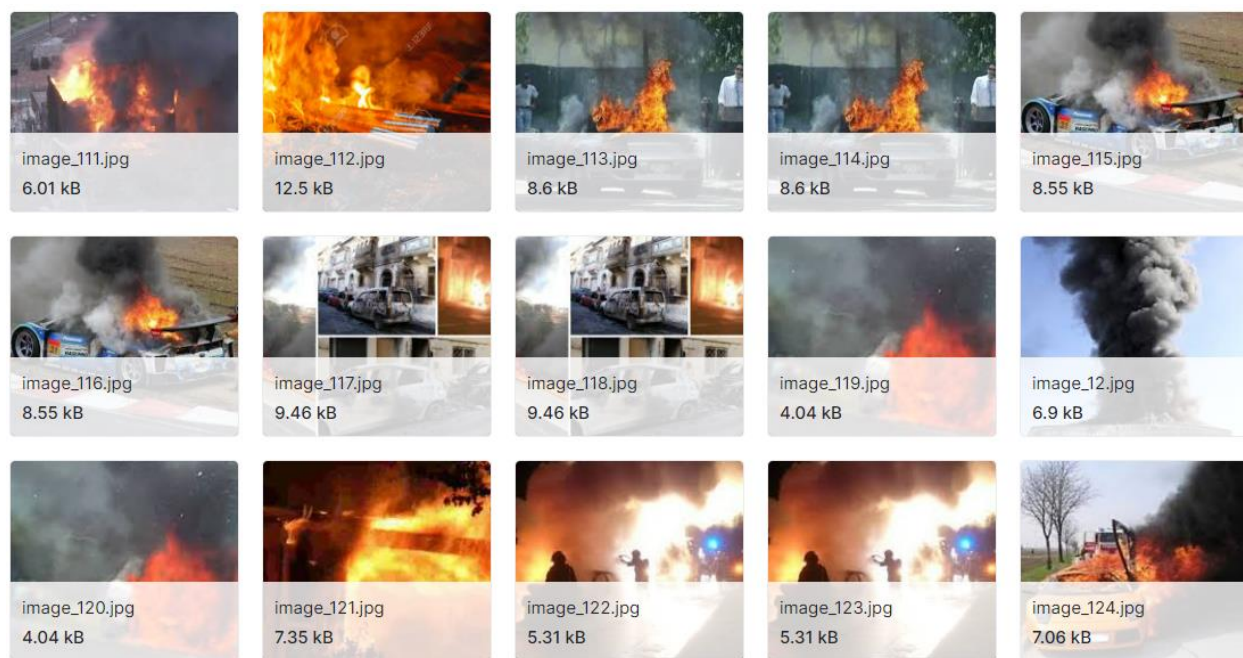 image_111.jpg
6.01 kB
image_112.jpg
12.5 kB
image_113.jpg
8.6 kB
image_114.jpg
8.6 kB
image_115.jpg
8.55 kB
image_116.jpg
8.55 kB
image_117.jpg
9.46 kB
image_118.jpg
9.46 kB
image_119.jpg
4.04 kB
image_12.jpg
6.9 kB
image_120.jpg
4.04 kB
image_121.jpg
7.35 kB
image_122.jpg
5.31 kB
image_123.jpg
5.31 kB
image_124.jpg
7.06 kB